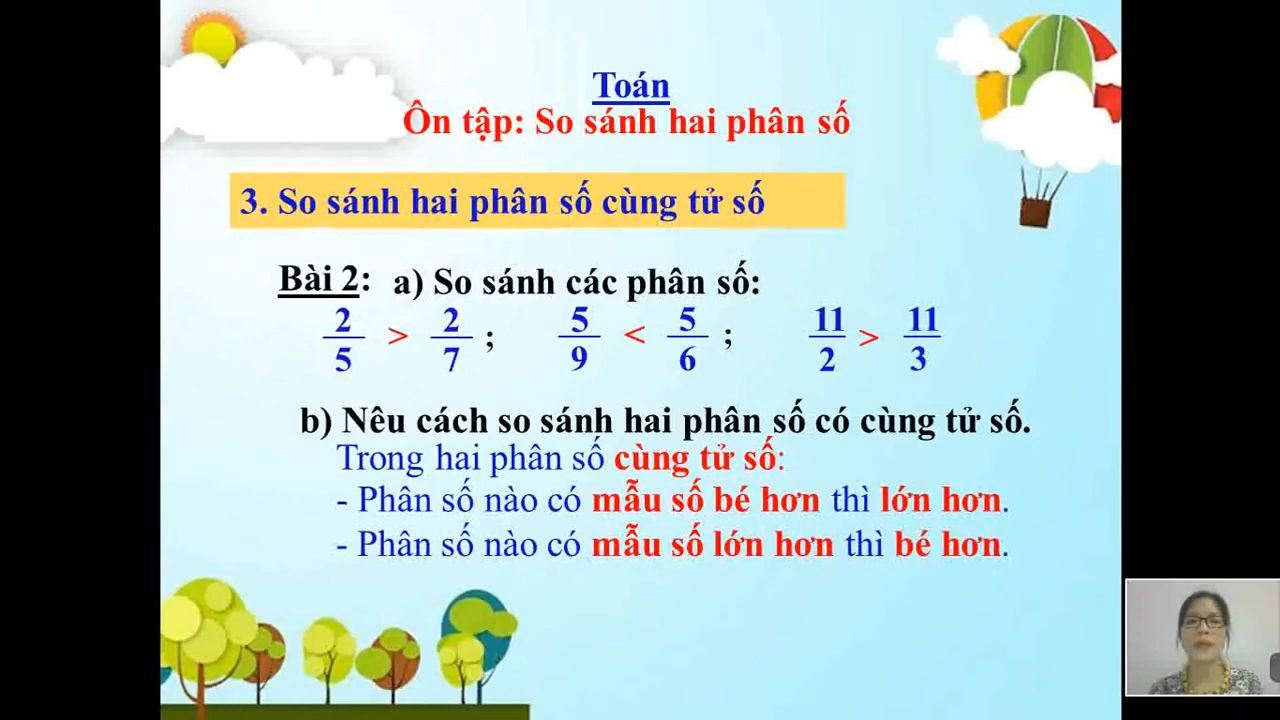 Toán
Ôn tập: So sánh hai phân số
3. So sánh hai phân số cùng tử số
Bài 2: a) So sánh các phân số:
2/5 > 2/7 ; 5/9 < 5/6 ; 11/2 > 11/3
b) Nêu cách so sánh hai phân số có cùng tử số.
Trong hai phân số cùng tử số:
- Phân số nào có mẫu số bé hơn thì lớn hơn.
- Phân số nào có mẫu số lớn hơn thì bé hơn.